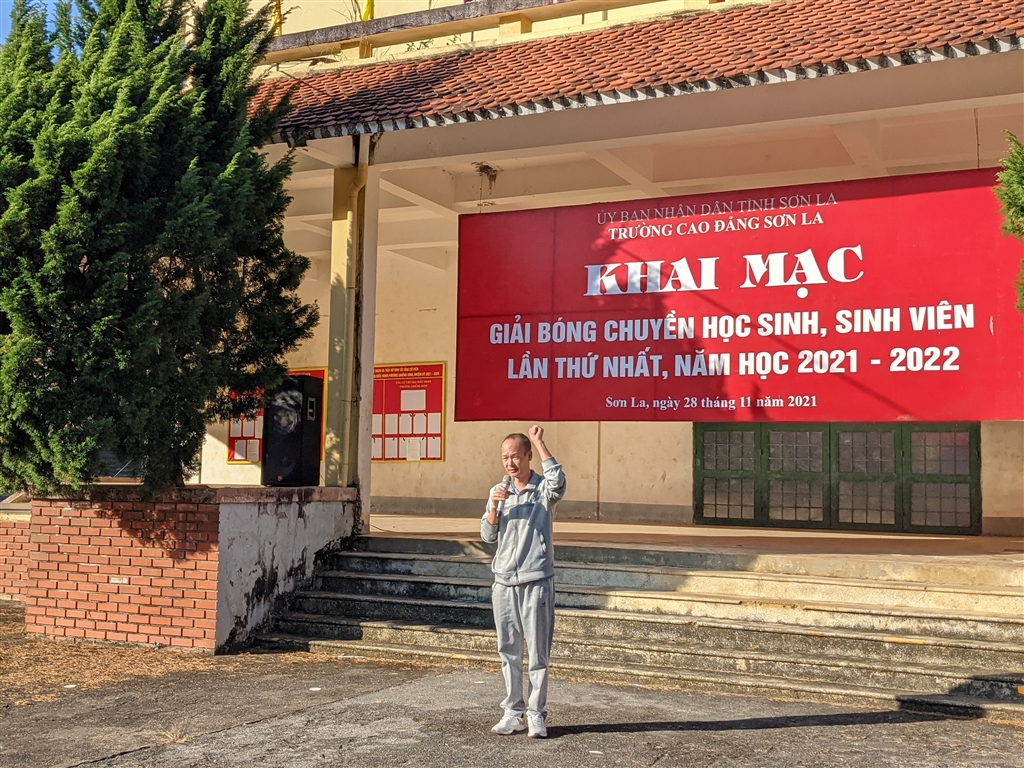 ỦY BAN NHÂN DÂN TỈNH SƠN LA
TRƯỜNG CAO ĐẲNG SƠN LA
KHAI MẠC
GIẢI BÓNG CHUYỀN HỌC SINH, SINH VIÊN
LẦN THỨ NHẤT, NĂM HỌC 2021 - 2022
Sơn La, ngày 28 tháng 11 năm 2021